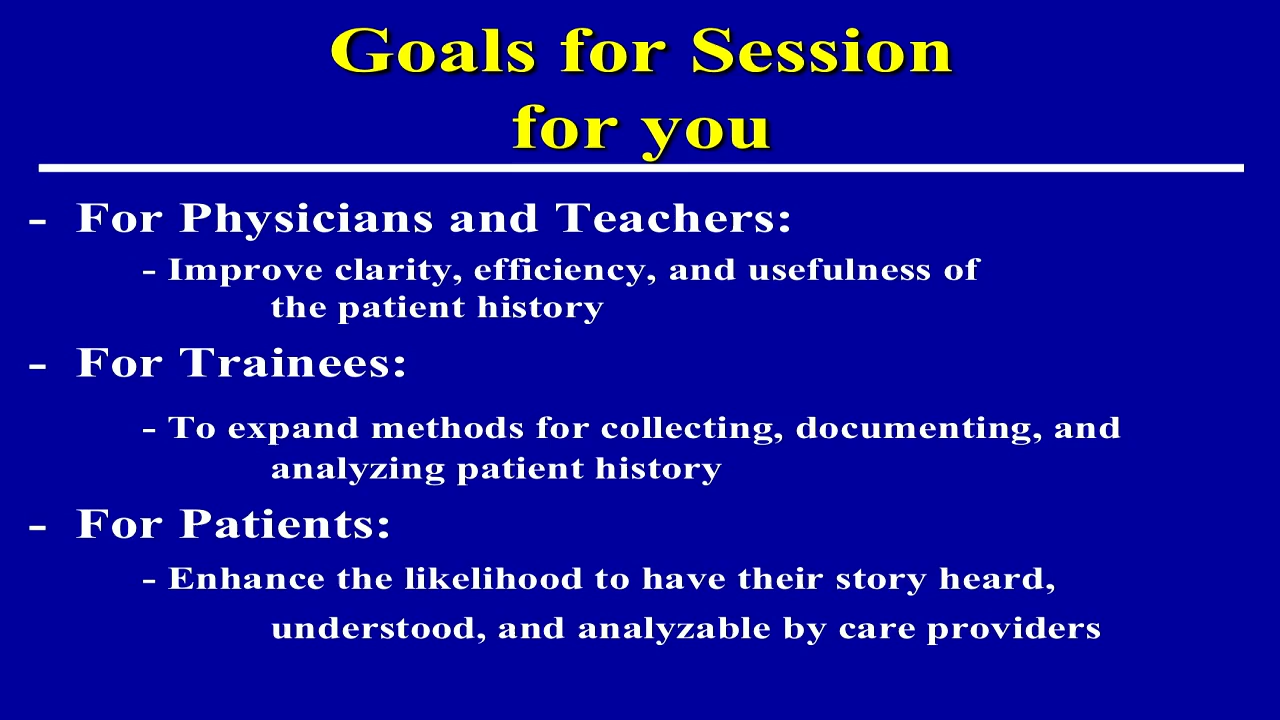 Goals for Session
for you
- For Physicians and Teachers:
- Improve clarity, efficiency, and usefulness of
the patient history
- For Trainees:
- To expand methods for collecting, documenting, and
analyzing patient history
- For Patients:
- Enhance the likelihood to have their story heard,
understood, and analyzable by care providers